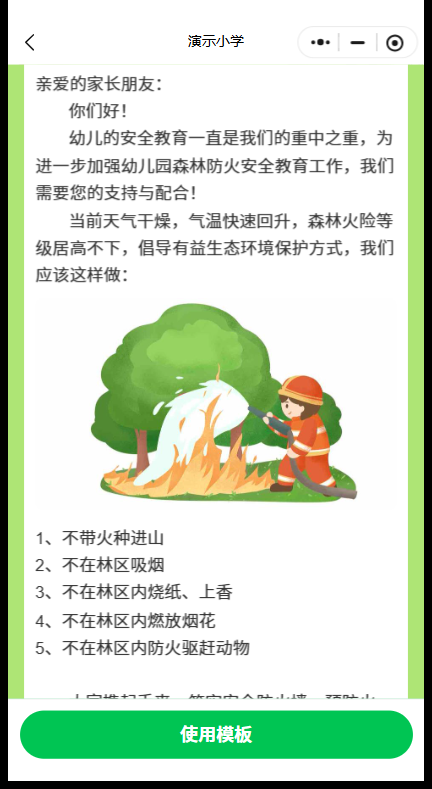 演示小学
亲爱的家长朋友：
你们好！
幼儿的安全教育一直是我们的重中之重，为
进一步加强幼儿园森林防火安全教育工作，我们
需要您的支持与配合！
当前天气干燥，气温快速回升，森林火险等
级居高不下，倡导有益生态环境保护方式，我们
应该这样做：
1、不带火种进山
2、不在林区吸烟
3、不在林区内烧纸、上香
4、不在林区内燃放烟花
5、不在林区内防火驱赶动物
使用模板